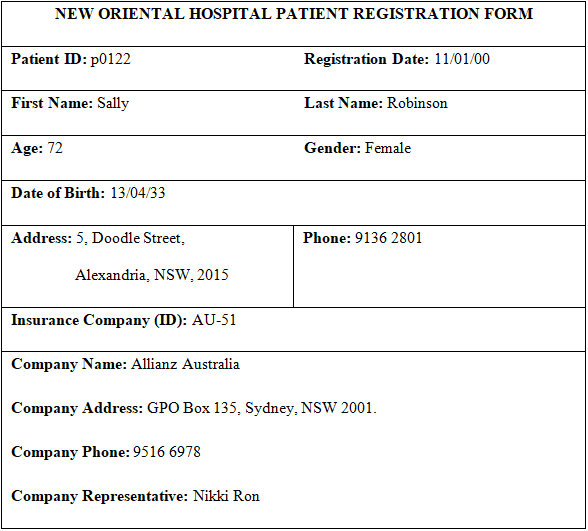 NEW ORIENTAL HOSPITAL PATIENT REGISTRATION FORM
Patient ID: p0122 Registration Date: 11/01/00
First Name: Sally Last Name: Robinson
Age: 72 Gender: Female
Date of Birth: 13/04/33
Address: 5, Doodle Street, Phone: 9136 2801
Alexandria, NSW, 2015
Insurance Company (ID): AU-51
Company Name: Allianz Australia
Company Address: GPO Box 135, Sydney, NSW 2001.
Company Phone: 9516 6978
Company Representative: Nikki Ron